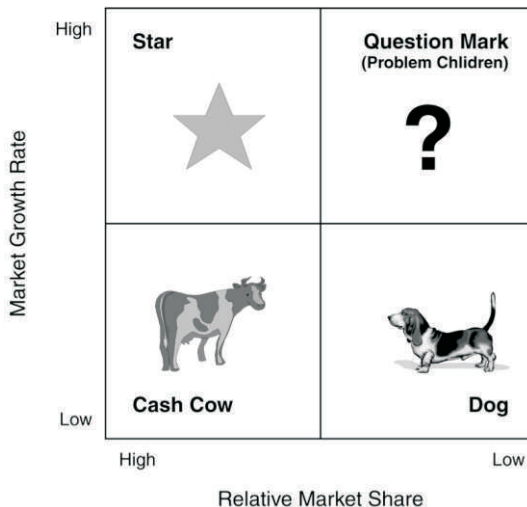 High
Star
Question Mark
(Problem Chlidren)
?
Market Growth Rate
Cash Cow
Dog
Low
High
Low
Relative Market Share